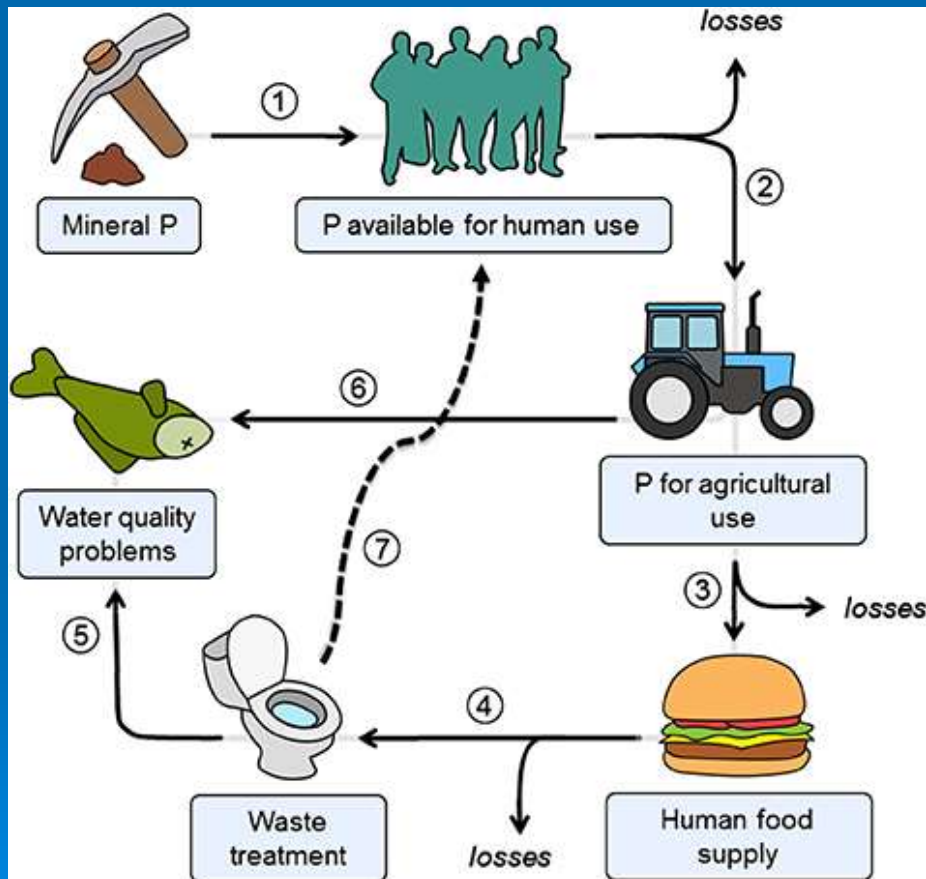 losses
①
Mineral P
P available for human use
②
⑥
P for agricultural
use
Water quality
problems
⑦
③
losses
⑤
④
Waste
treatment
losses
Human food
supply